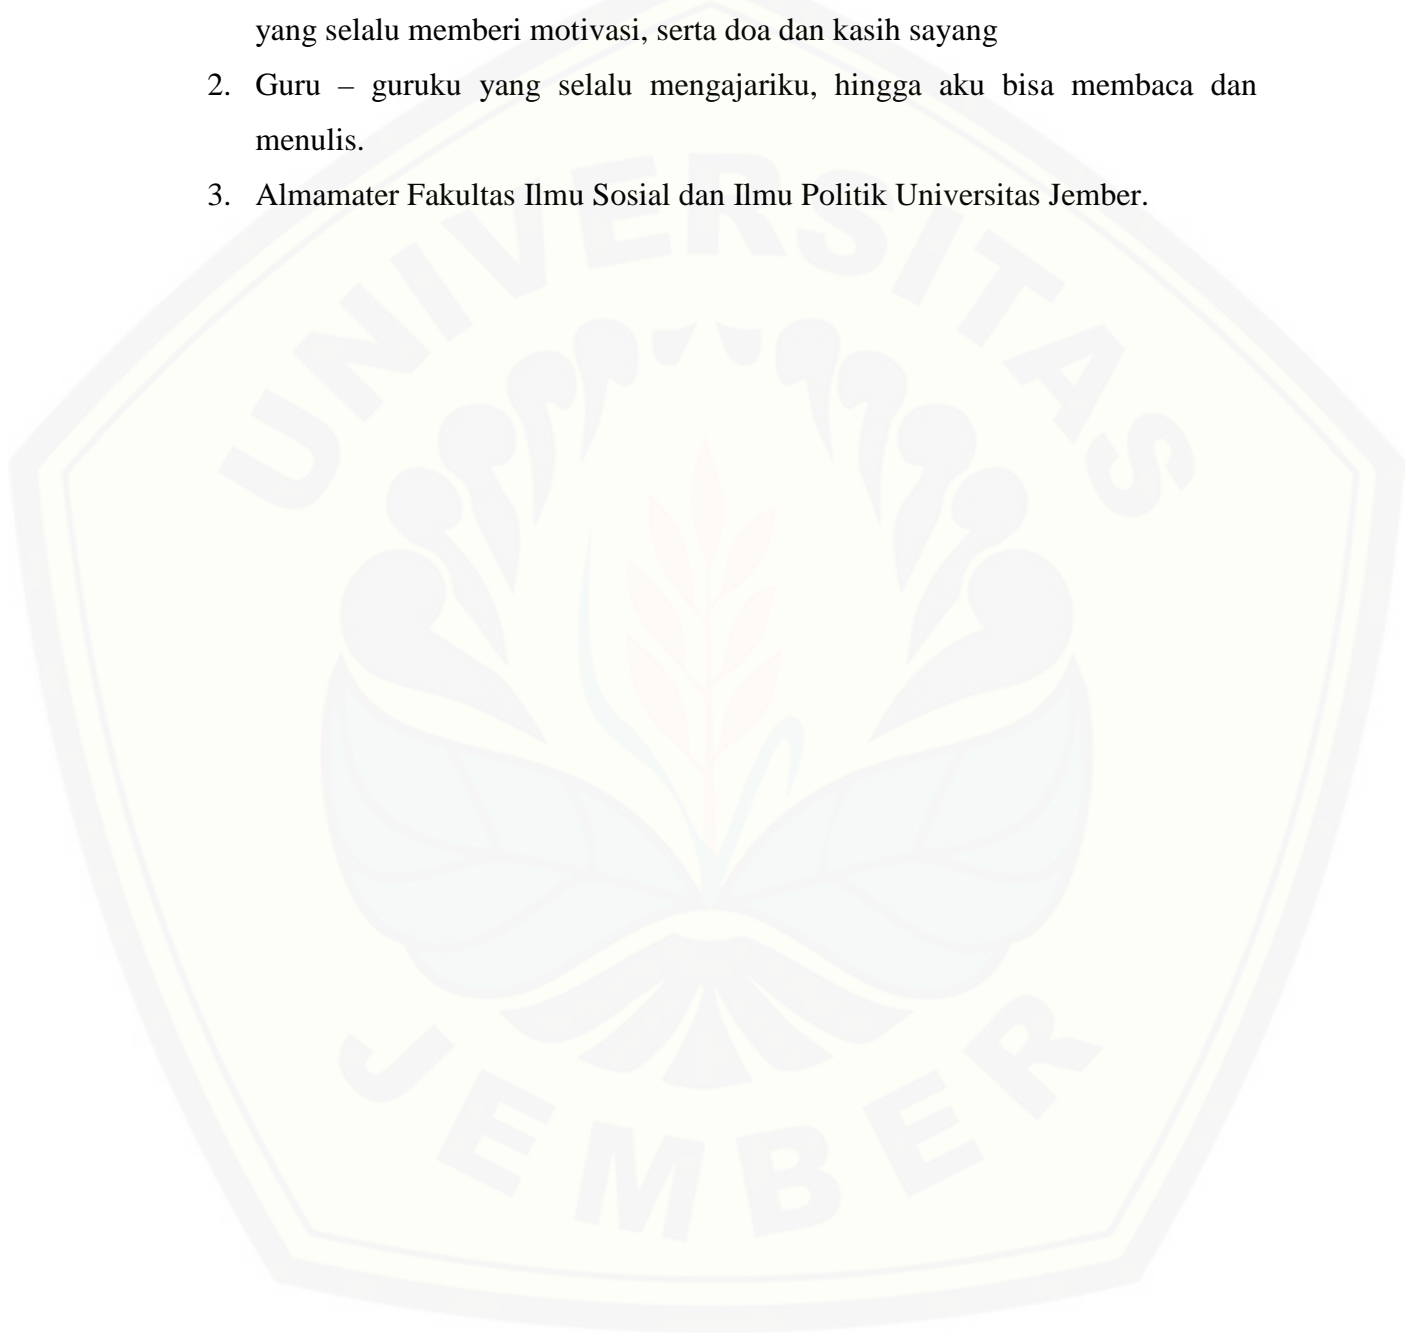 yang selalu memberi motivasi, serta doa dan kasih sayang
2. Guru – guruku yang selalu mengajariku, hingga aku bisa membaca dan
menulis.
3. Almamater Fakultas Ilmu Sosial dan Ilmu Politik Universitas Jember.
UNIVERSITAS
JEMBER